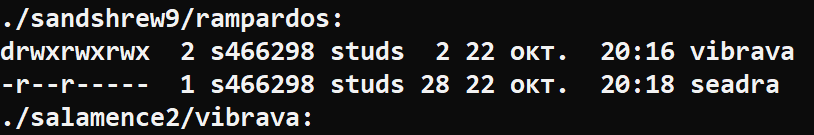 ./sandshrew9/rampardos:
drwxrwxrwx  2 s466298 studs  2 22 окт.  20:16 vibrava
-r--r-----  1 s466298 studs 28 22 окт.  20:18 seadra
./salamence2/vibrava: